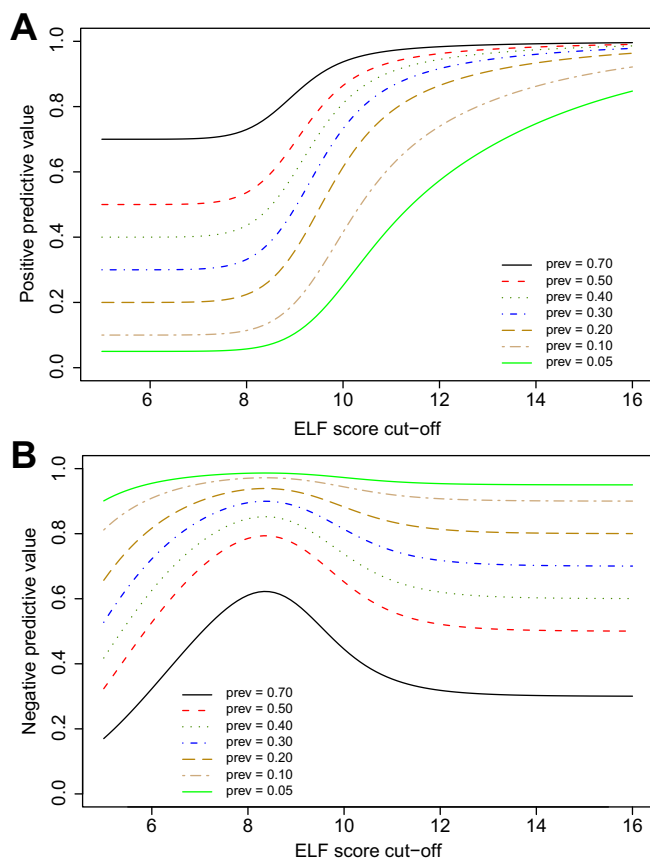 A
Positive predictive value
1.0
0.8
0.6
0.4
0.2
0.0
prev = 0.70
prev = 0.50
prev = 0.40
prev = 0.30
prev = 0.20
prev = 0.10
prev = 0.05
6 8 10 12 14 16
ELF score cut−off
B
Negative predictive value
1.0
0.8
0.6
0.4
0.2
0.0
prev = 0.70
prev = 0.50
prev = 0.40
prev = 0.30
prev = 0.20
prev = 0.10
prev = 0.05
6 8 10 12 14 16
ELF score cut−off